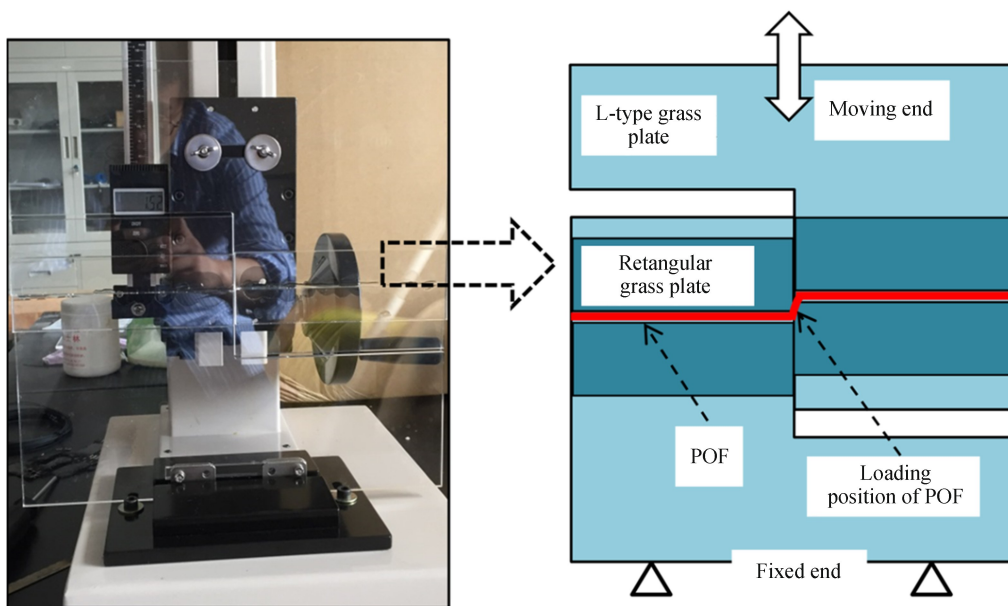 L-type grass
plate
Moving end
Retangular
grass plate
POF
Loading
position of POF
Fixed end